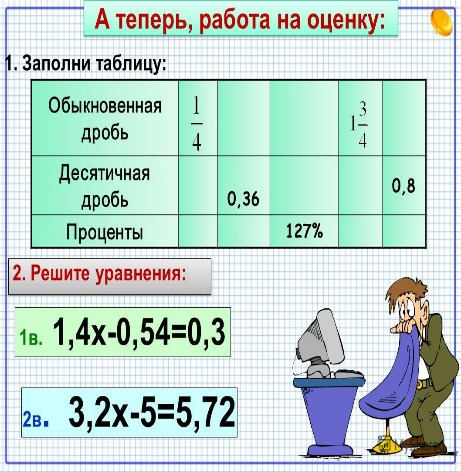 А теперь, работа на оценку:
1. Заполни таблицу:
Обыкновенная
дробь
1/4
1 3/4
Десятичная
дробь
0,36
0,8
Проценты
127%
2. Решите уравнения:
1в. 1,4х-0,54=0,3
2в. 3,2х-5=5,72